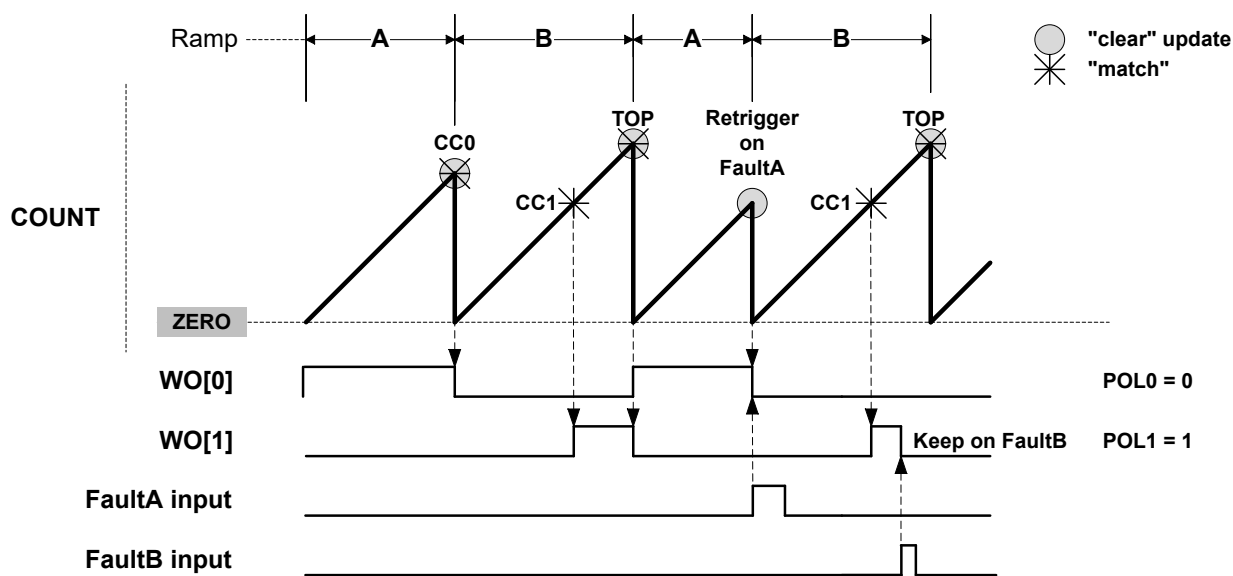 Ramp A B A B
"clear" update
"match"
TOP Retrigger TOP
on
CC0 FaultA
CC1 CC1
COUNT
ZERO
WO[0] POL0 = 0
WO[1] Keep on FaultB POL1 = 1
FaultA input
FaultB input